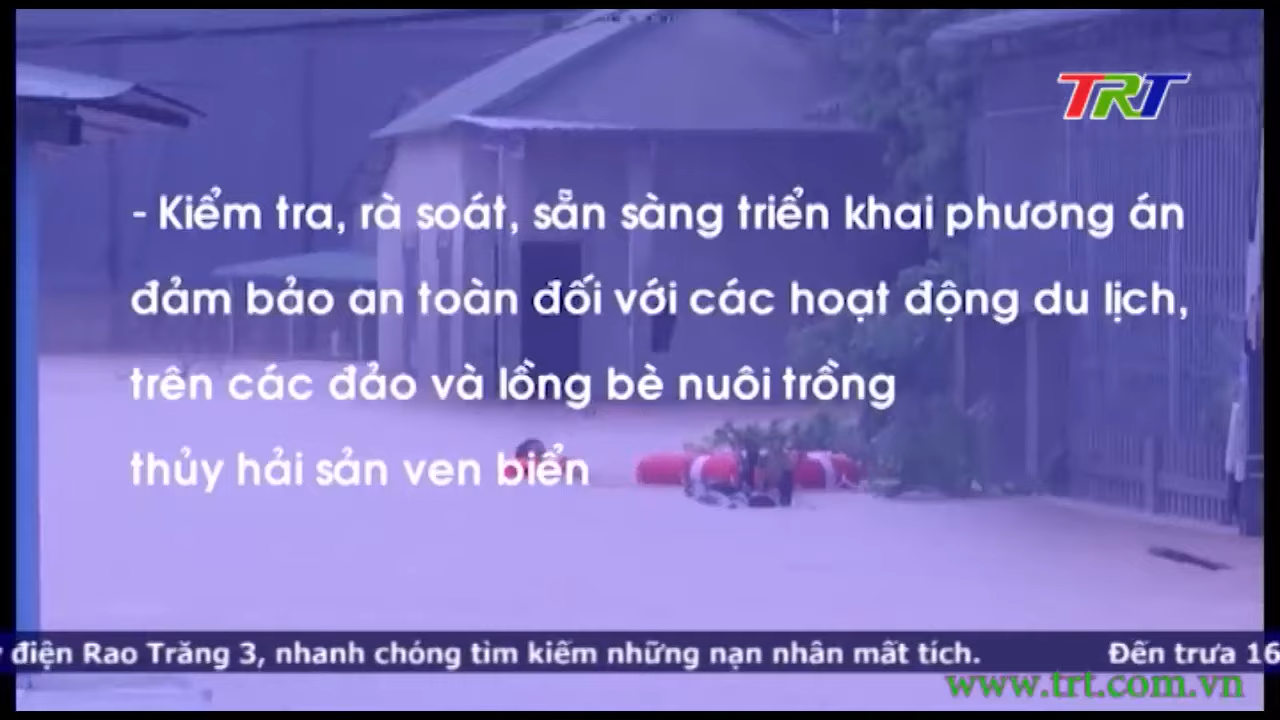 TRT
- Kiểm tra, rà soát, sẵn sàng triển khai phương án
đảm bảo an toàn đối với các hoạt động du lịch,
trên các đảo và lồng bè nuôi trồng
thủy hải sản ven biển
điện Rao Trăng 3, nhanh chóng tìm kiếm những nạn nhân mất tích. Đến trưa 16
www.trt.com.vn